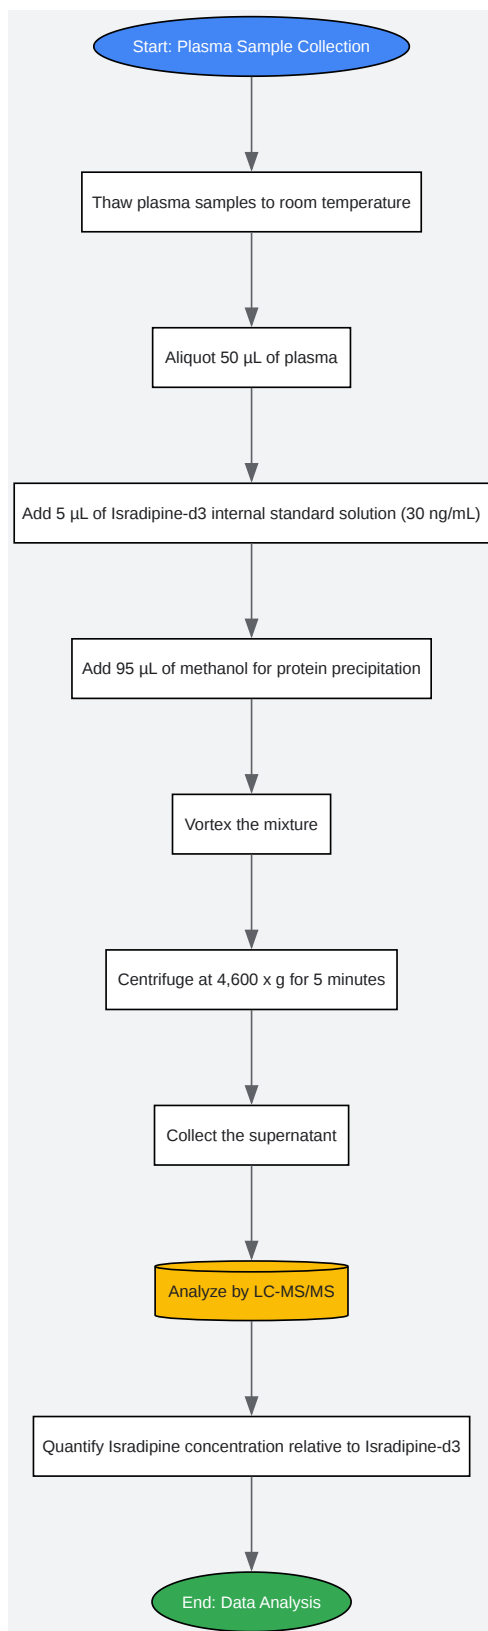 Start: Plasma Sample Collection
Thaw plasma samples to room temperature
Aliquot 50 µL of plasma
Add 5 µL of Isradipine-d3 internal standard solution (30 ng/mL)
Add 95 µL of methanol for protein precipitation
Vortex the mixture
Centrifuge at 4,600 x g for 5 minutes
Collect the supernatant
Analyze by LC-MS/MS
Quantify Isradipine concentration relative to Isradipine-d3
End: Data Analysis